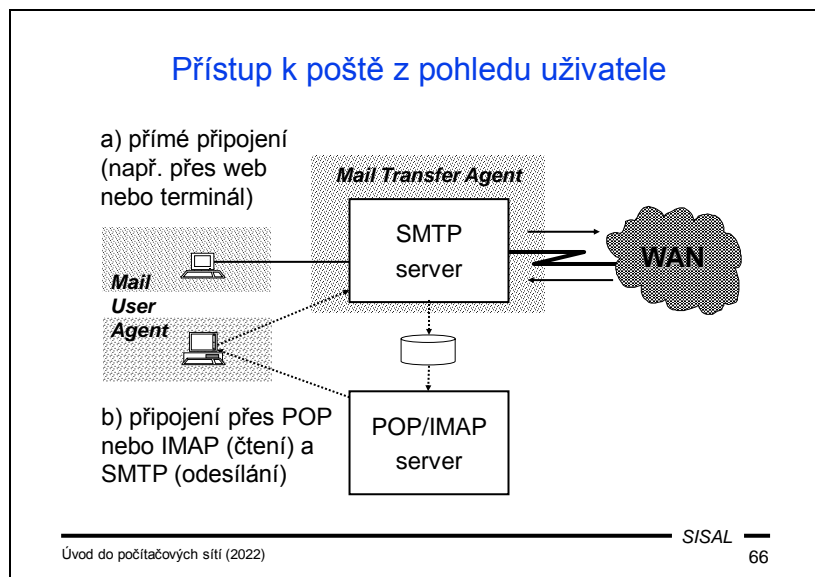 Přístup k poště z pohledu uživatele
a) přímé připojení
(např. přes web
nebo terminál)
Mail Transfer Agent
SMTP
server
WAN
Mail
User
Agent
b) připojení přes POP
nebo IMAP (čtení) a
SMTP (odesílání)
POP/IMAP
server
SISAL
Úvod do počítačových sítí (2022)
66